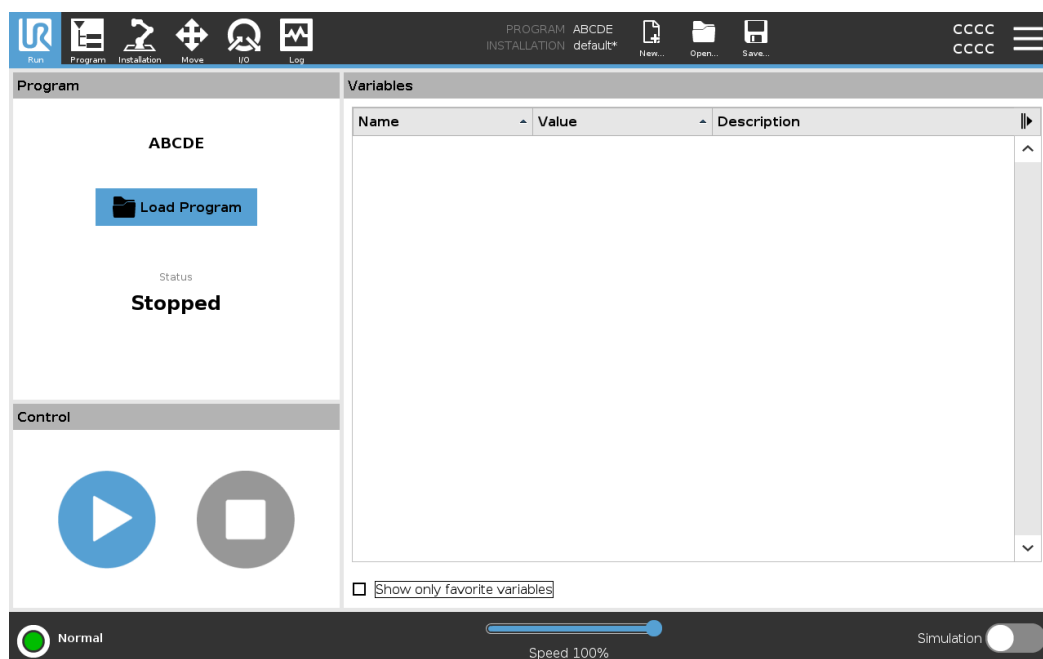 UR
Run
Program
Installation
Move
I/O
Log
PROGRAM ABCDE
INSTALLATION default*
New...
Open...
Save...
CCCC
CCCC
Program
ABCDE
Load Program
Status
Stopped
Control
Variables
Name
Value
Description
Show only favorite variables
Normal
Speed 100%
Simulation